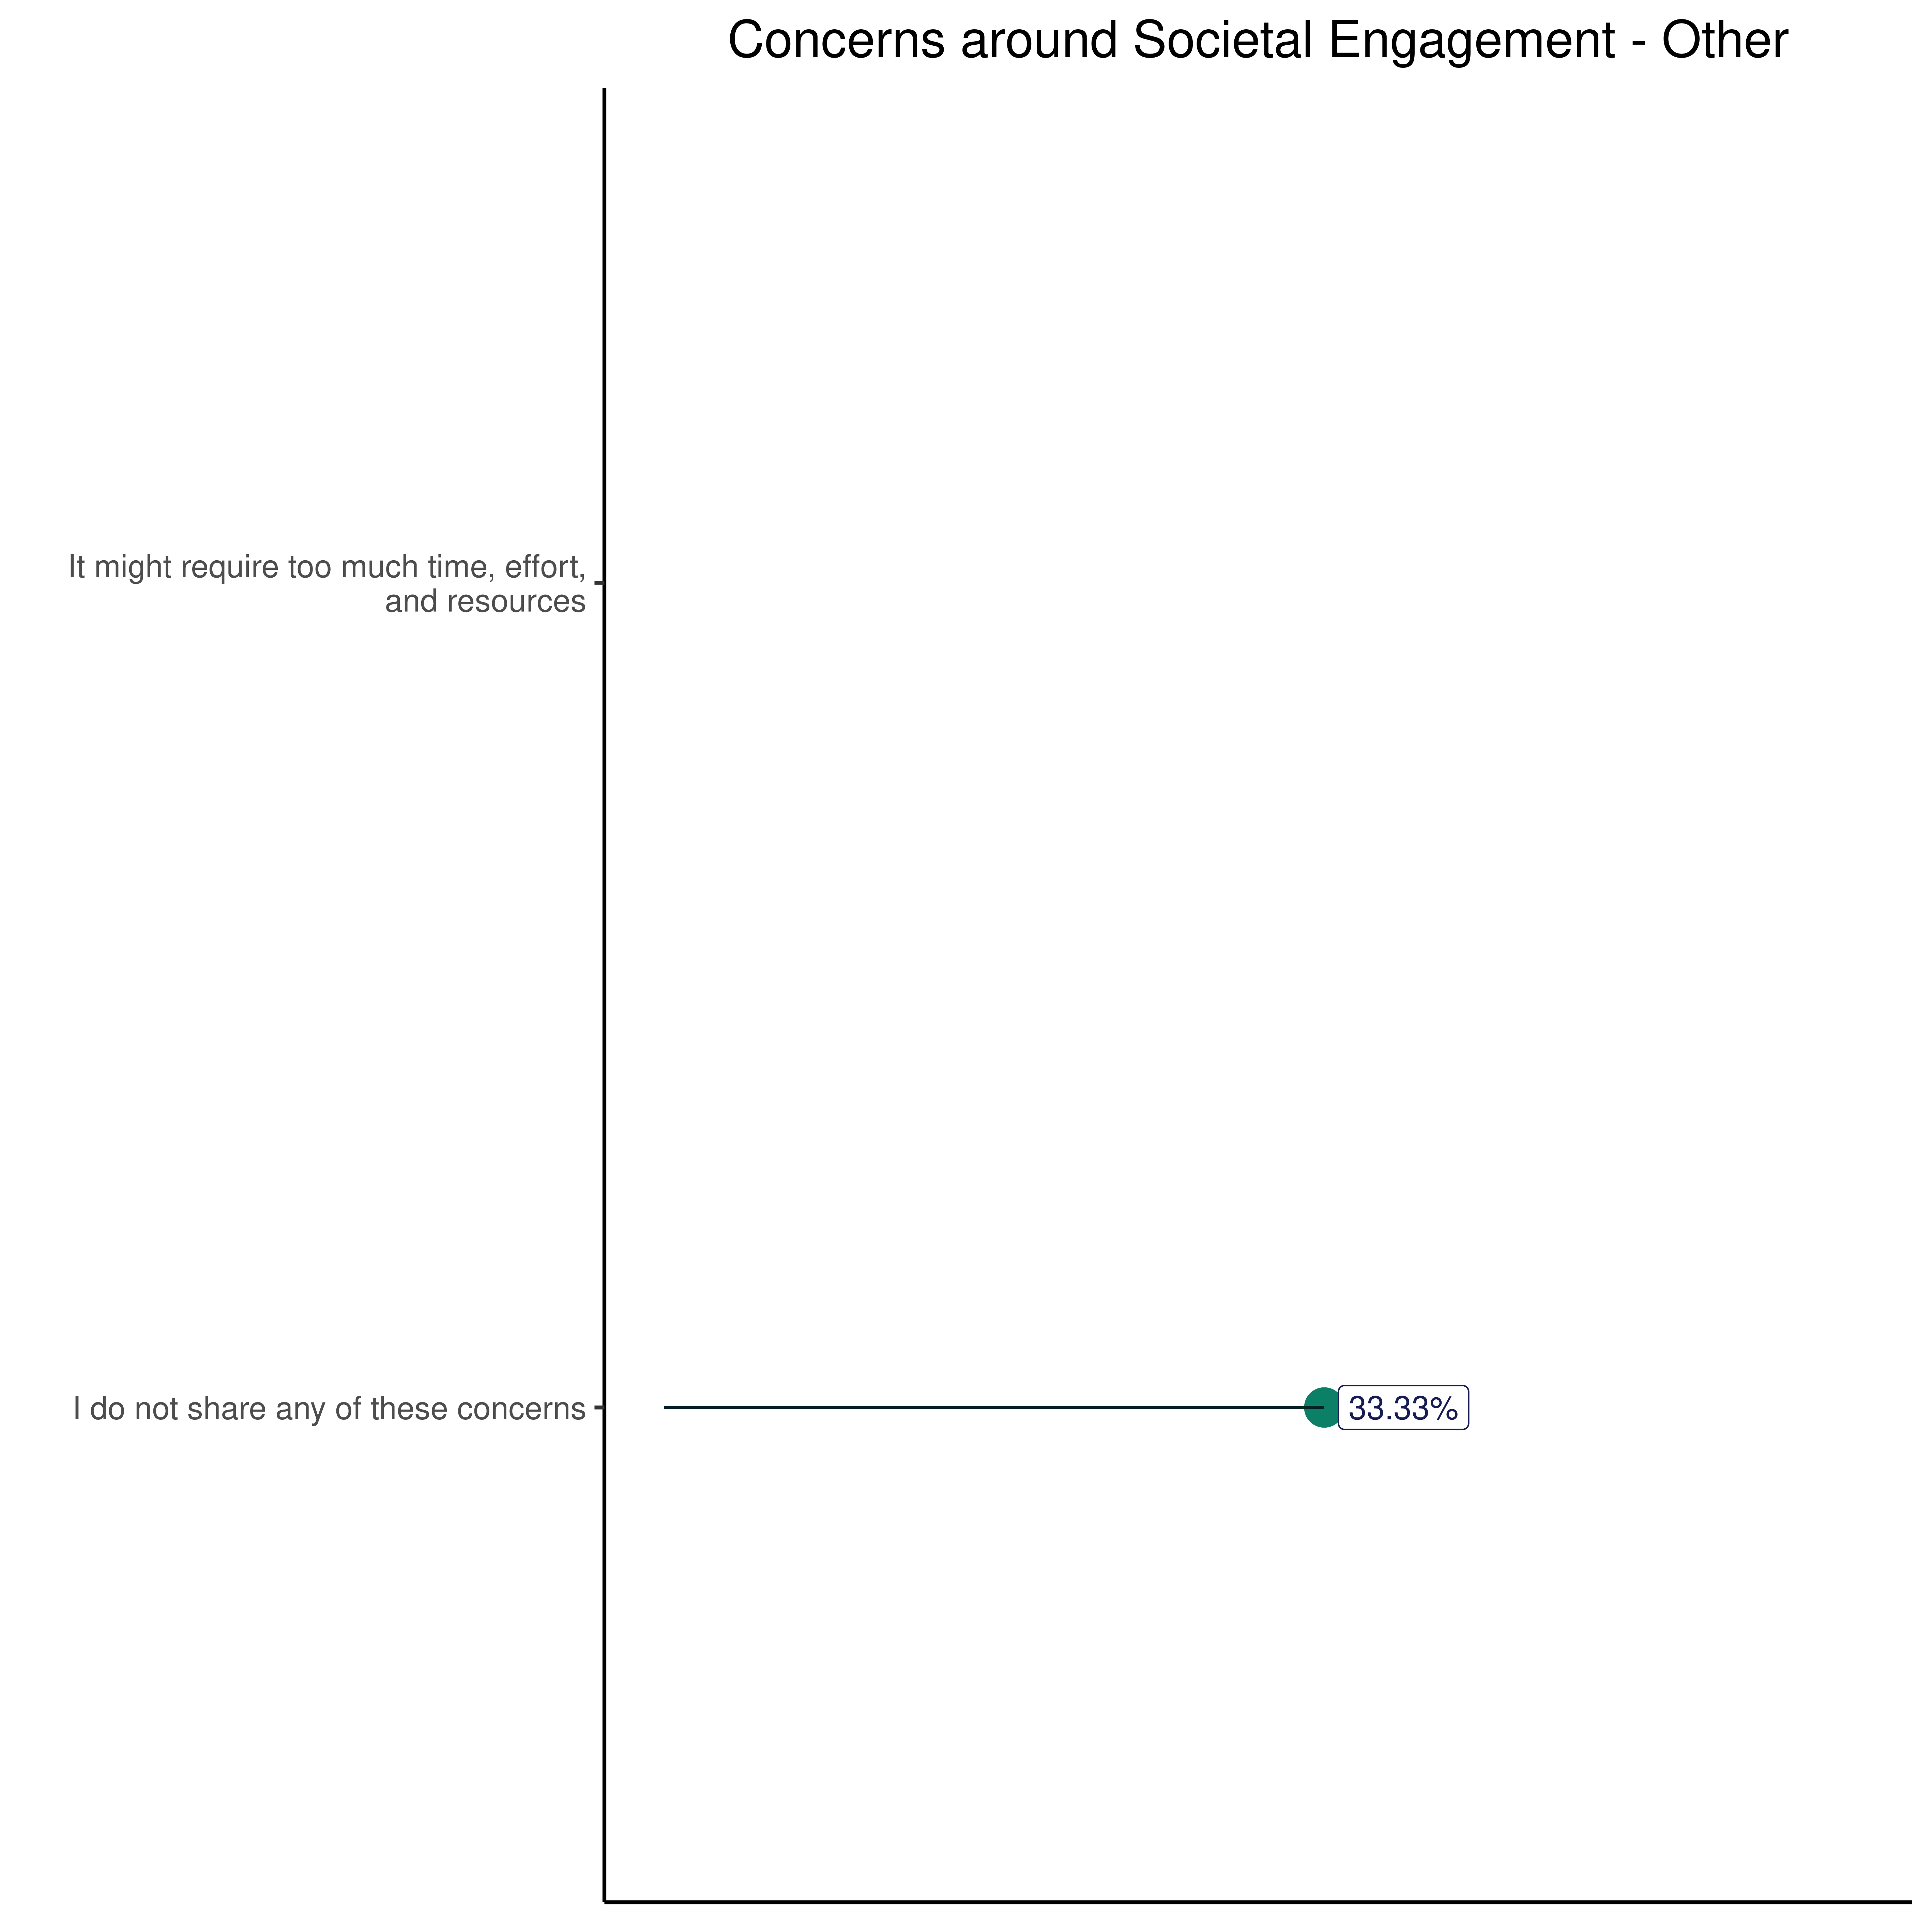 Concerns around Societal Engagement - Other
It might require too much time, effort,
and resources
I do not share any of these concerns
33.33%